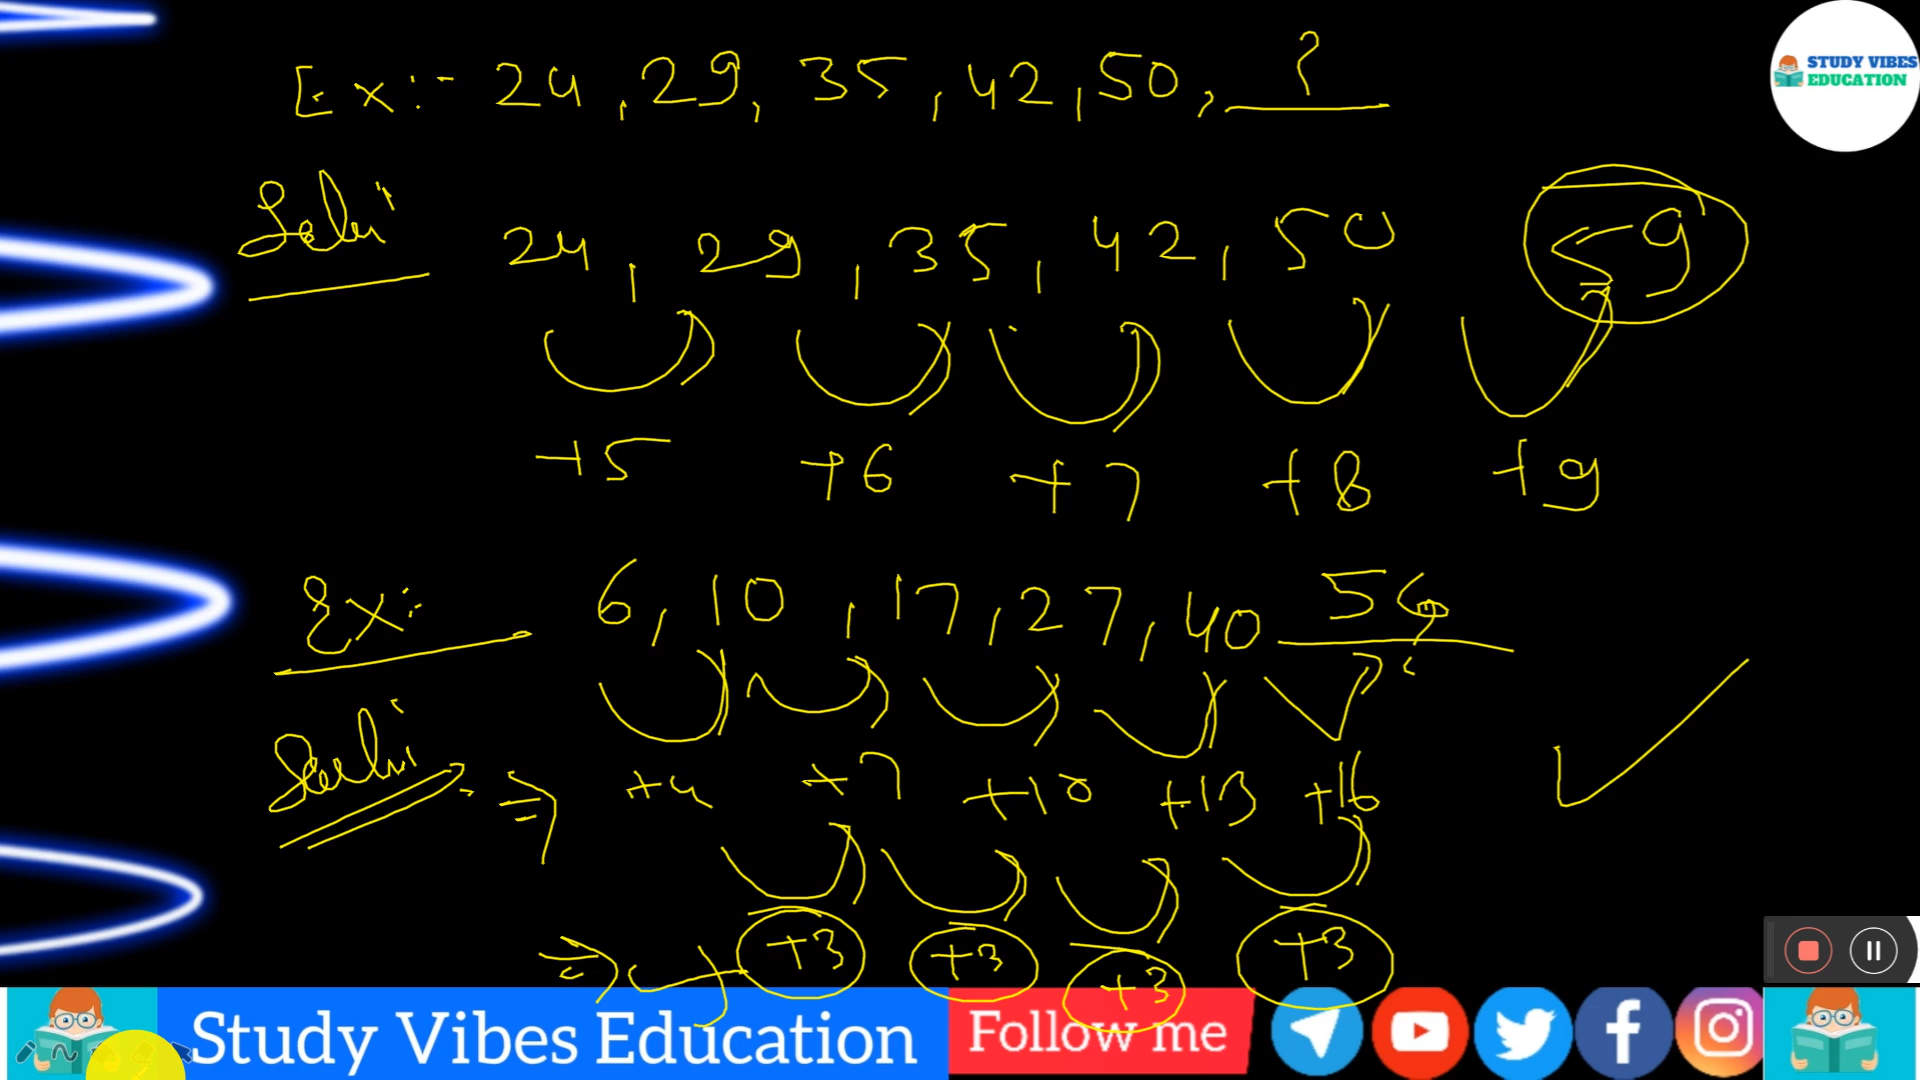 STUDY VIBES
EDUCATION
Ex:- 24, 29, 35, 42, 50, ?
24, 29, 35, 42, 50 59
+5 +6 +7 +8 +9
Ex:- 6, 10, 17, 27, 40 56
?
⇒ +4 +7 +10 +13 +16
⇒ +3 +3 +3 +3
Study Vibes Education Follow me